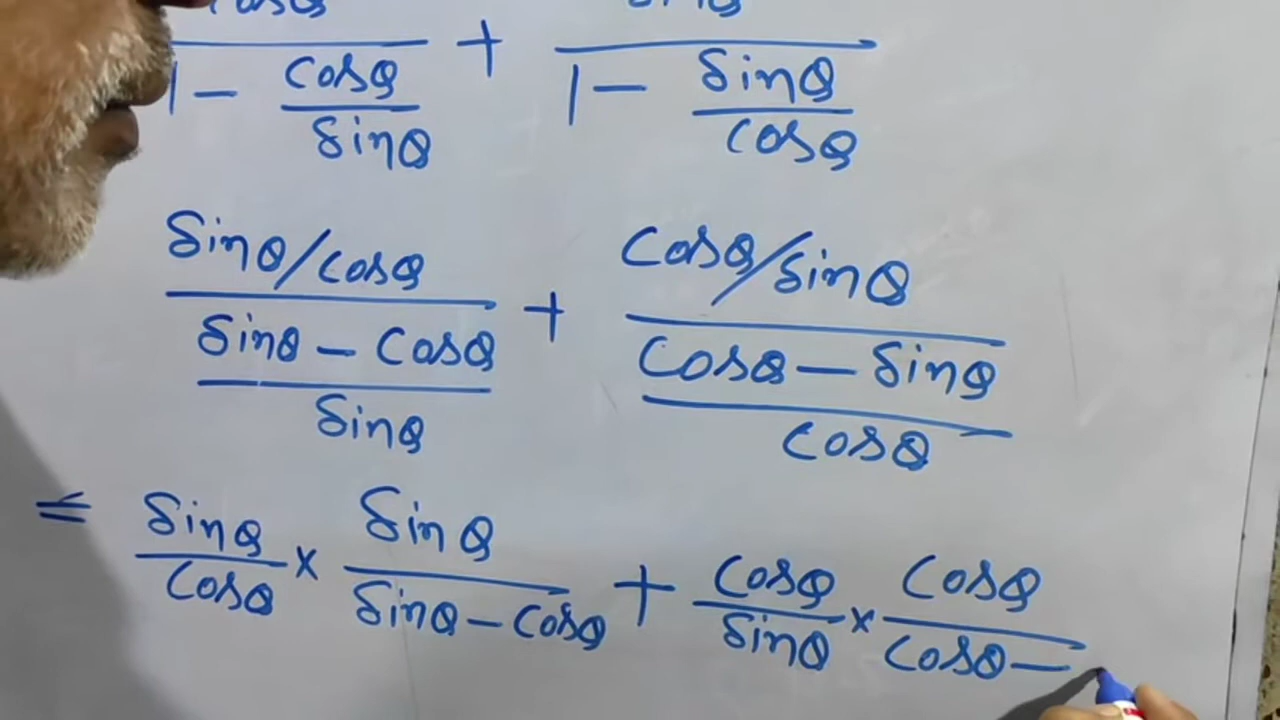 cosθ sinθ
1 - cosθ/sinθ + 1 - sinθ/cosθ
sinθ/cosθ + cosθ/sinθ
sinθ - cosθ cosθ - sinθ
sinθ cosθ
= sinθ/cosθ × sinθ/sinθ - cosθ + cosθ/sinθ × cosθ/cosθ -